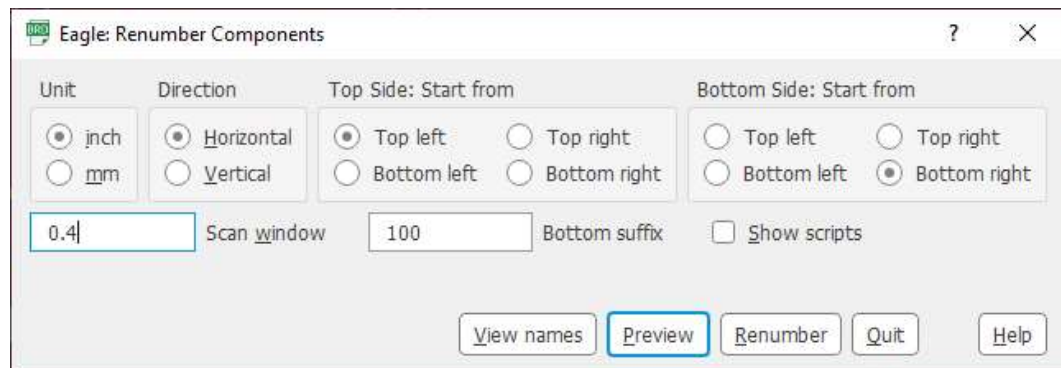 BRD Eagle: Renumber Components ?
Unit Direction Top Side: Start from Bottom Side: Start from
inch Horizontal Top left Top right Top left Top right
mm Vertical Bottom left Bottom right Bottom left Bottom right
0.4 Scan window 100 Bottom suffix Show scripts
View names Preview Renumber Quit Help